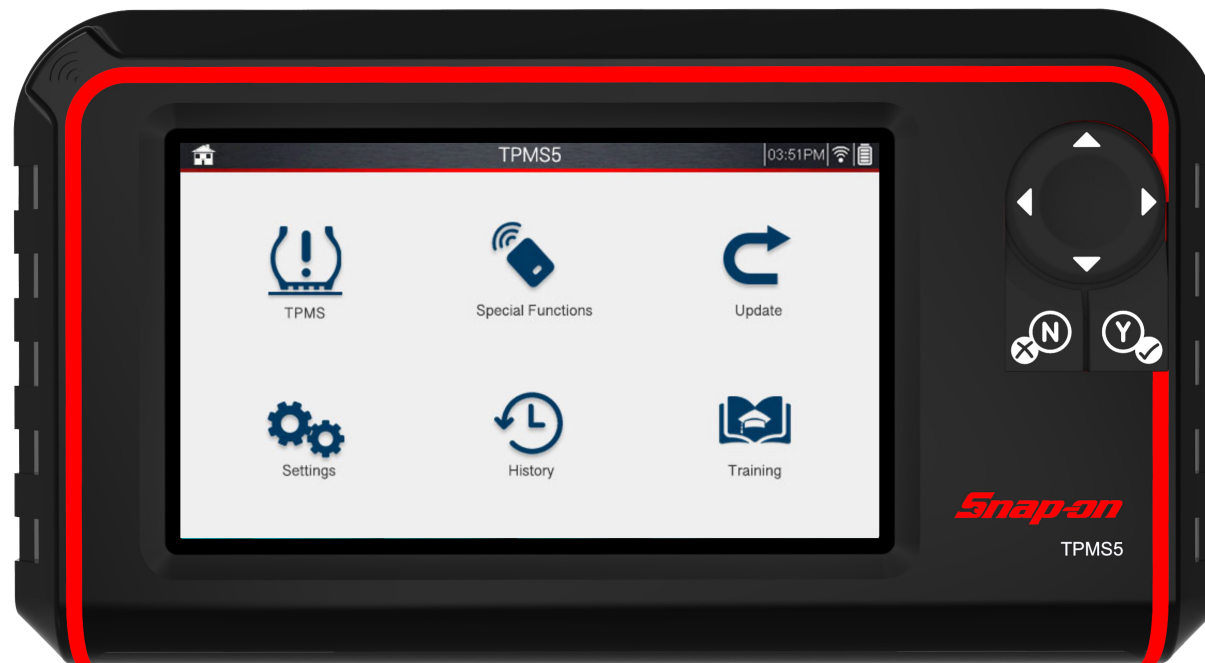 TPMS5
03:51PM
TPMS
Special Functions
Update
Settings
History
Training
N
Y
Snap-on
TPMS5